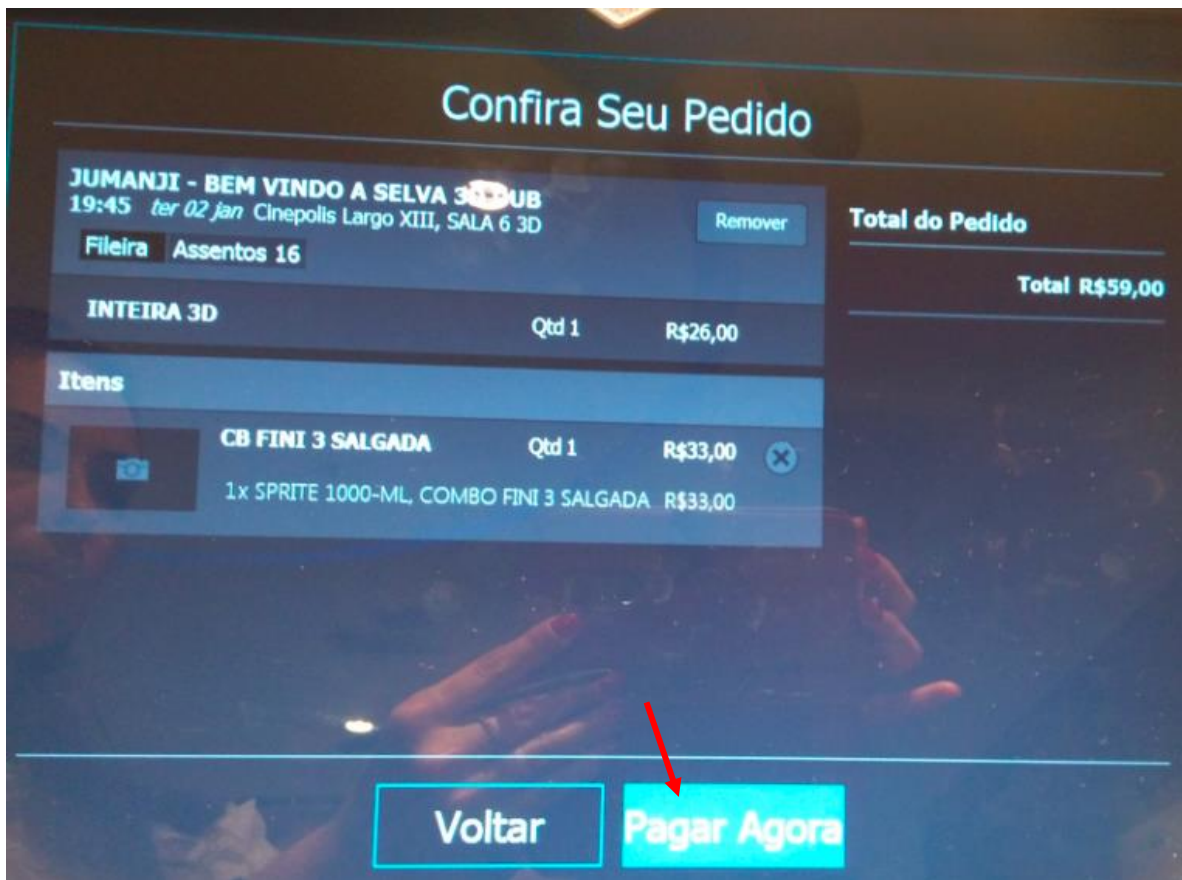 Confira Seu Pedido
JUMANJI - BEM VINDO A SELVA 3D DUB
19:45 ter 02 jan Cinepolis Largo XIII, SALA 6 3D
Remover
Fileira Assentos 16
INTEIRA 3D Qtd 1 R$26,00
Itens
CB FINI 3 SALGADA Qtd 1 R$33,00
1x SPRITE 1000-ML, COMBO FINI 3 SALGADA R$33,00
Total do Pedido
Total R$59,00
Voltar
Pagar Agora